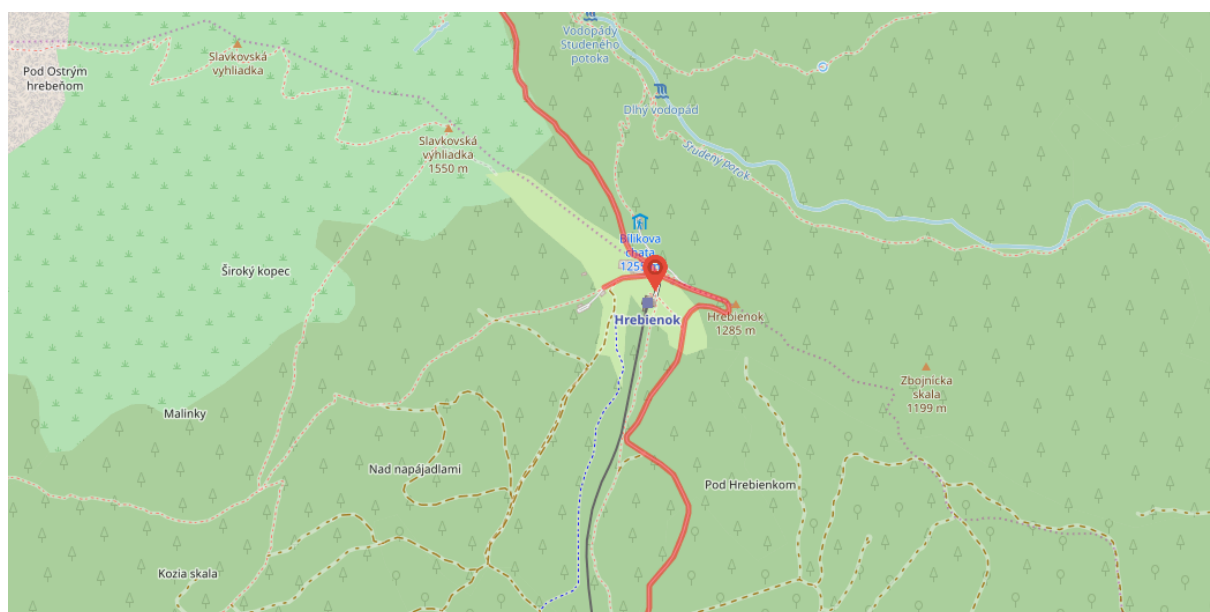 Vodopády
Studeného
potoka
Slavkovská
vyhliadka
Pod Ostrým
hrebeňom
Dlhý vodopád
Slavkovská
vyhliadka
1550 m
Studený potok
Bilíkova
chata
Široký kopec
Hrebienok
Hrebienok
1285 m
Zbojnícka
skala
1199 m
Malinky
Nad napájadlami
Pod Hrebienkom
Kozia skala